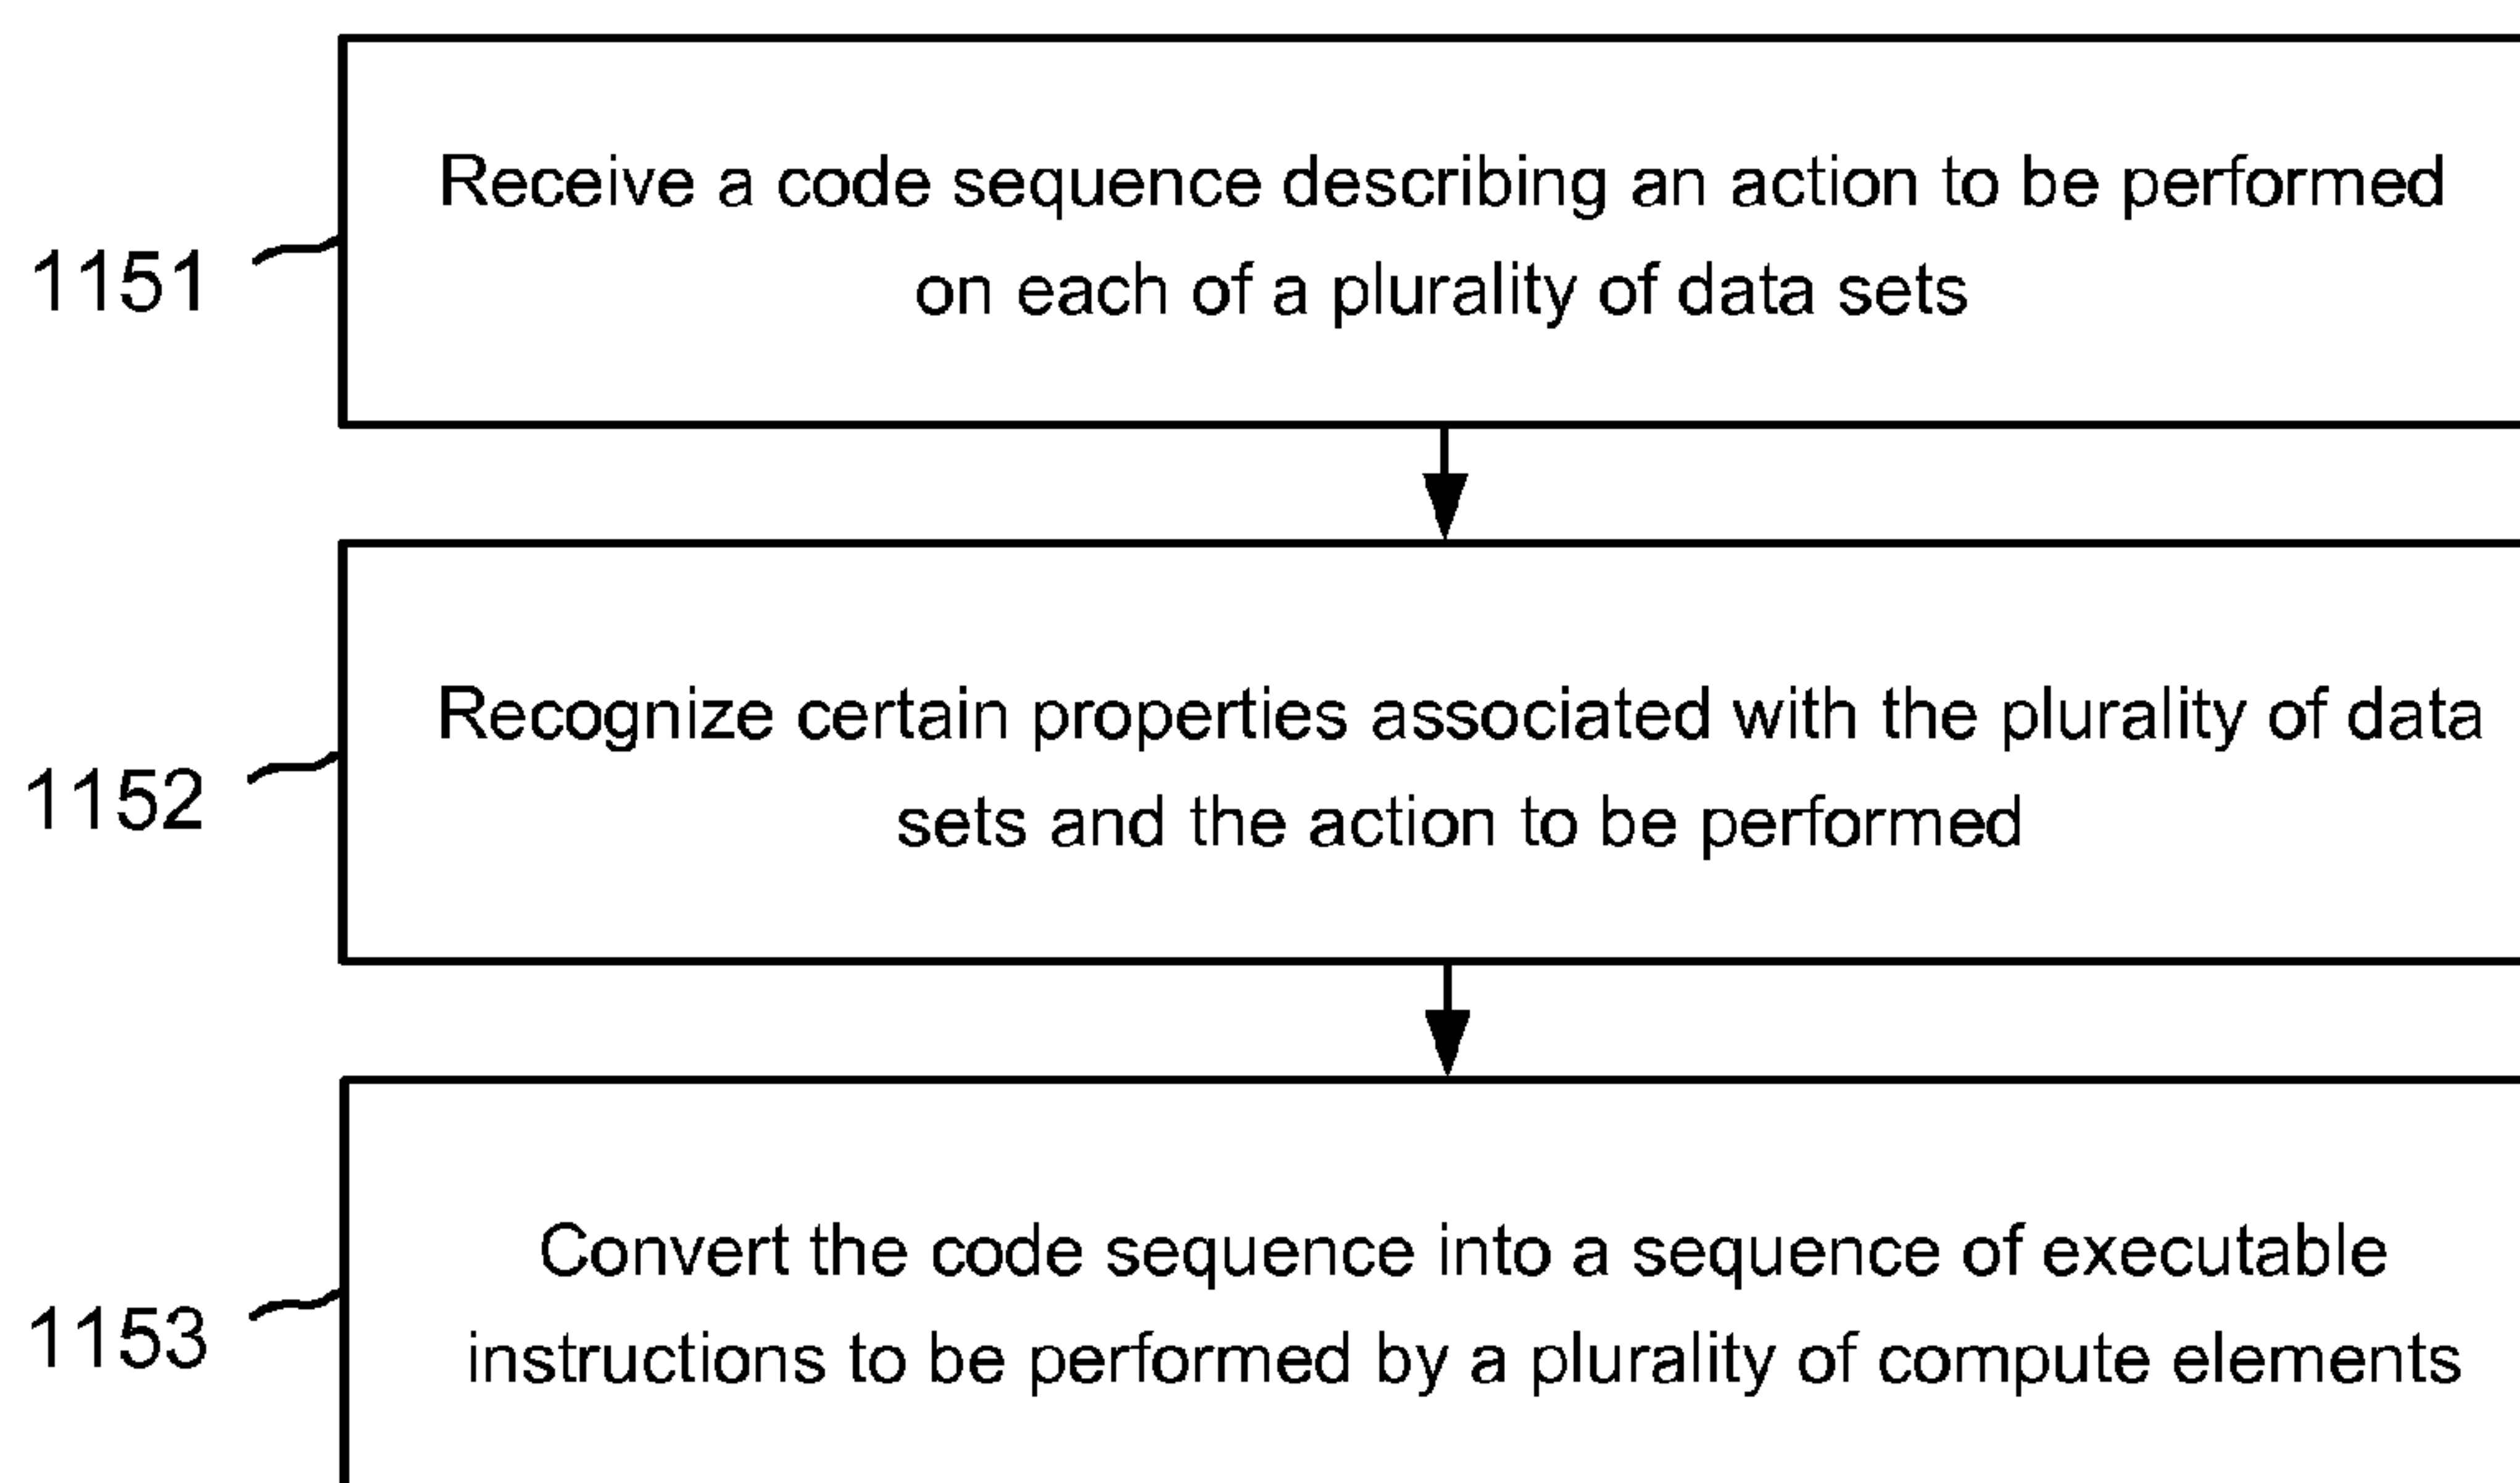 Receive a code sequence describing an action to be performed
on each of a plurality of data sets
1151
Recognize certain properties associated with the plurality of data
sets and the action to be performed
1152
Convert the code sequence into a sequence of executable
instructions to be performed by a plurality of compute elements
1153